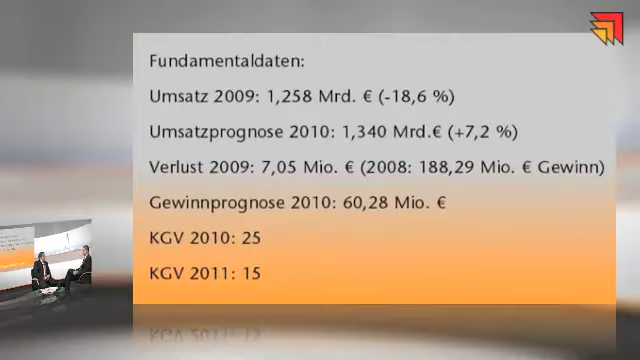 Fundamentaldaten:
Umsatz 2009: 1,258 Mrd. € (-18,6 %)
Umsatzprognose 2010: 1,340 Mrd.€ (+7,2 %)
Verlust 2009: 7,05 Mio. € (2008: 188,29 Mio. € Gewinn)
Gewinnprognose 2010: 60,28 Mio. €
KGV 2010: 25
KGV 2011: 15